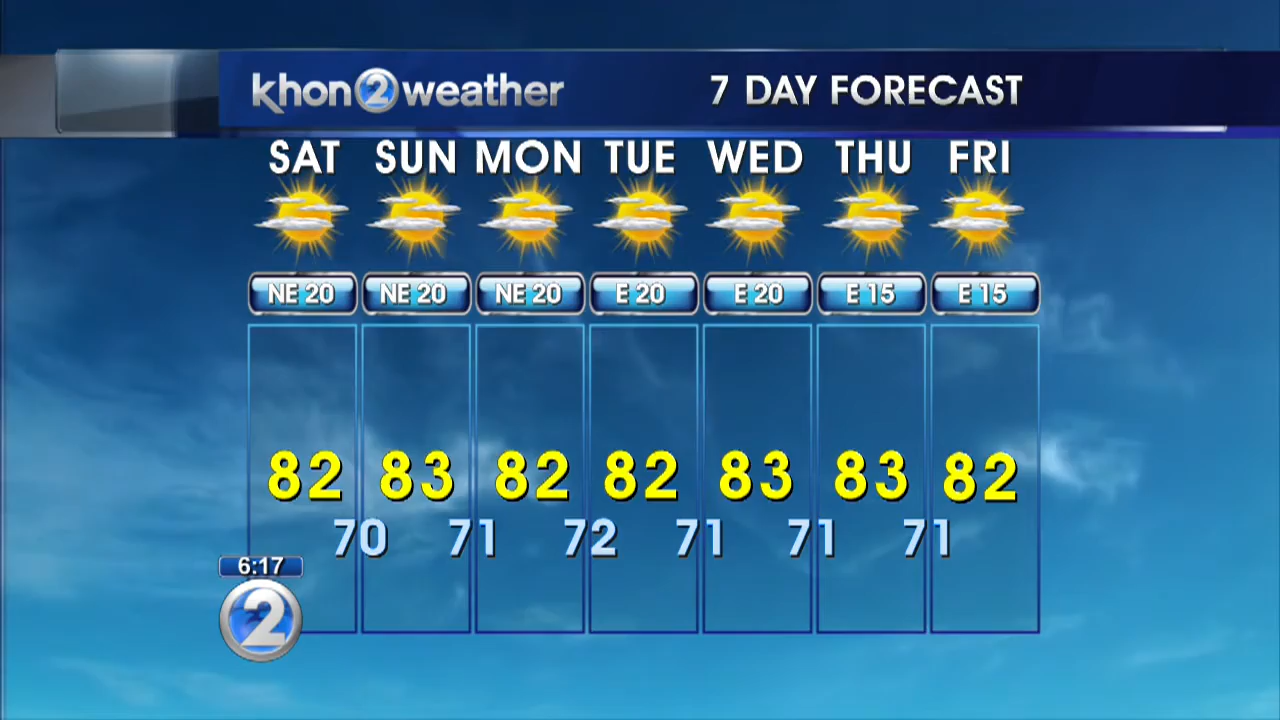 khon2weather 7 DAY FORECAST
SAT SUN MON TUE WED THU FRI
NE 20 NE 20 NE 20 E 20 E 20 E 15 E 15
82 83 82 82 83 83 82
70 71 72 71 71 71
6:17
2